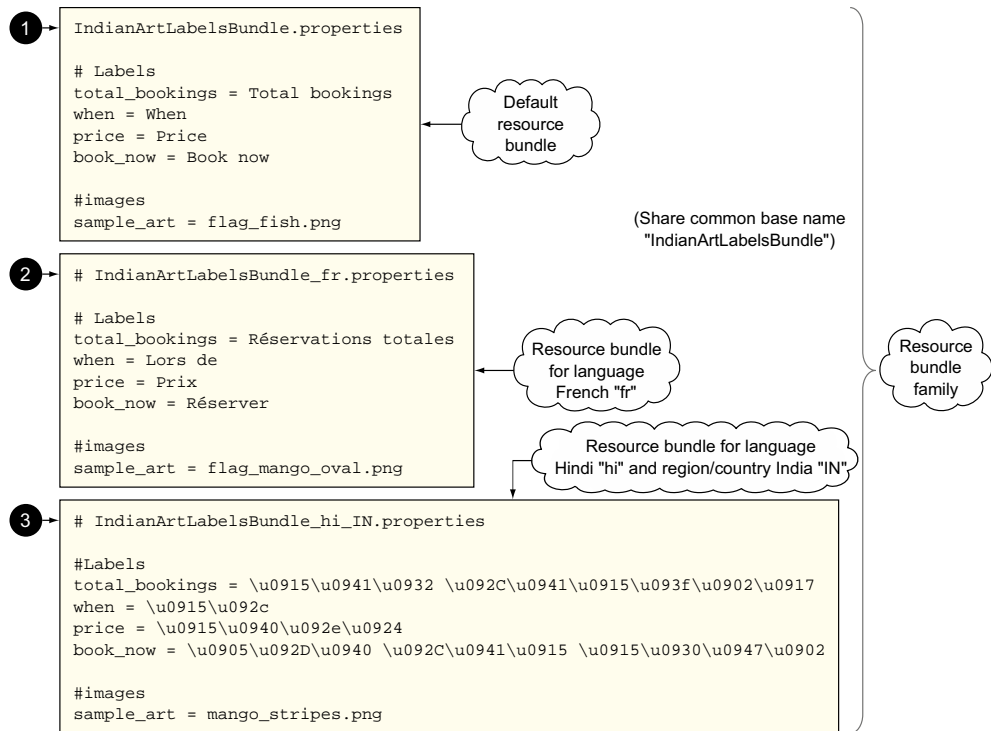 1
IndianArtLabelsBundle.properties
# Labels
total_bookings = Total bookings
when = When
price = Price
book_now = Book now
#images
sample_art = flag_fish.png
Default
resource
bundle
(Share common base name
"IndianArtLabelsBundle")
2
# IndianArtLabelsBundle_fr.properties
# Labels
total_bookings = Réservations totales
when = Lors de
price = Prix
book_now = Réserver
#images
sample_art = flag_mango_oval.png
Resource bundle
for language
French "fr"
Resource
bundle
family
Resource bundle for language
Hindi "hi" and region/country India "IN"
3
# IndianArtLabelsBundle_hi_IN.properties
#Labels
total_bookings = \u0915\u0941\u0932 \u092C\u0941\u0915\u093f\u0902\u0917
when = \u0915\u092c
price = \u0915\u0940\u092e\u0924
book_now = \u0905\u092D\u0940 \u092C\u0941\u0915 \u0915\u0930\u0947\u0902
#images
sample_art = mango_stripes.png